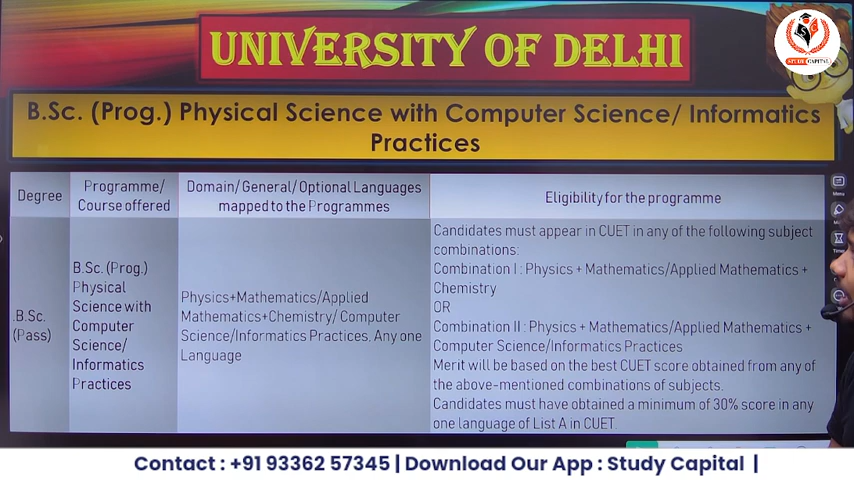 UNIVERSITY OF DELHI
STUDY CAPITAL
B.Sc. (Prog.) Physical Science with Computer Science/ Informatics
Practices
Degree
Programme/
Course offered
Domain/ General/ Optional Languages
mapped to the Programmes
Eligibility for the programme
.B.Sc.
(Pass)
B.Sc. (Prog.)
Physical
Science with
Computer
Science/
Informatics
Practices
Physics+Mathematics/Applied
Mathematics+Chemistry/ Computer
Science/Informatics Practices. Any one
Language
Candidates must appear in CUET in any of the following subject
combinations:
Combination I : Physics + Mathematics/Applied Mathematics +
Chemistry
OR
Combination II : Physics + Mathematics/Applied Mathematics +
Computer Science/Informatics Practices
Merit will be based on the best CUET score obtained from any of
the above-mentioned combinations of subjects.
Candidates must have obtained a minimum of 30% score in any
one language of List A in CUET.
Menu
Contact : +91 93362 57345 | Download Our App : Study Capital |